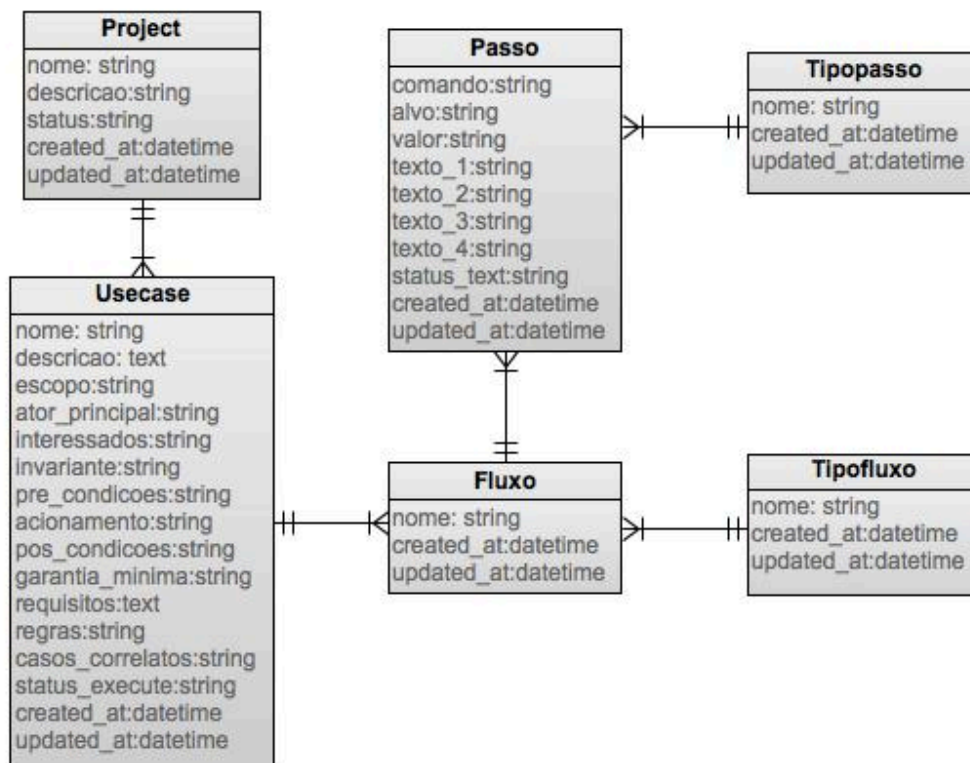 Project
nome: string
descricao:string
status:string
created_at:datetime
updated_at:datetime
Usecase
nome: string
descricao: text
escopo:string
ator_principal:string
interessados:string
invariante:string
pre_condicoes:string
acionamento:string
pos_condicoes:string
garantia_minima:string
requisitos:text
regras:string
casos_correlatos:string
status_execute:string
created_at:datetime
updated_at:datetime
Passo
comando:string
alvo:string
valor:string
texto_1:string
texto_2:string
texto_3:string
texto_4:string
status_text:string
created_at:datetime
updated_at:datetime
Tipopasso
nome: string
created_at:datetime
updated_at:datetime
Fluxo
nome: string
created_at:datetime
updated_at:datetime
Tipofluxo
nome: string
created_at:datetime
updated_at:datetime